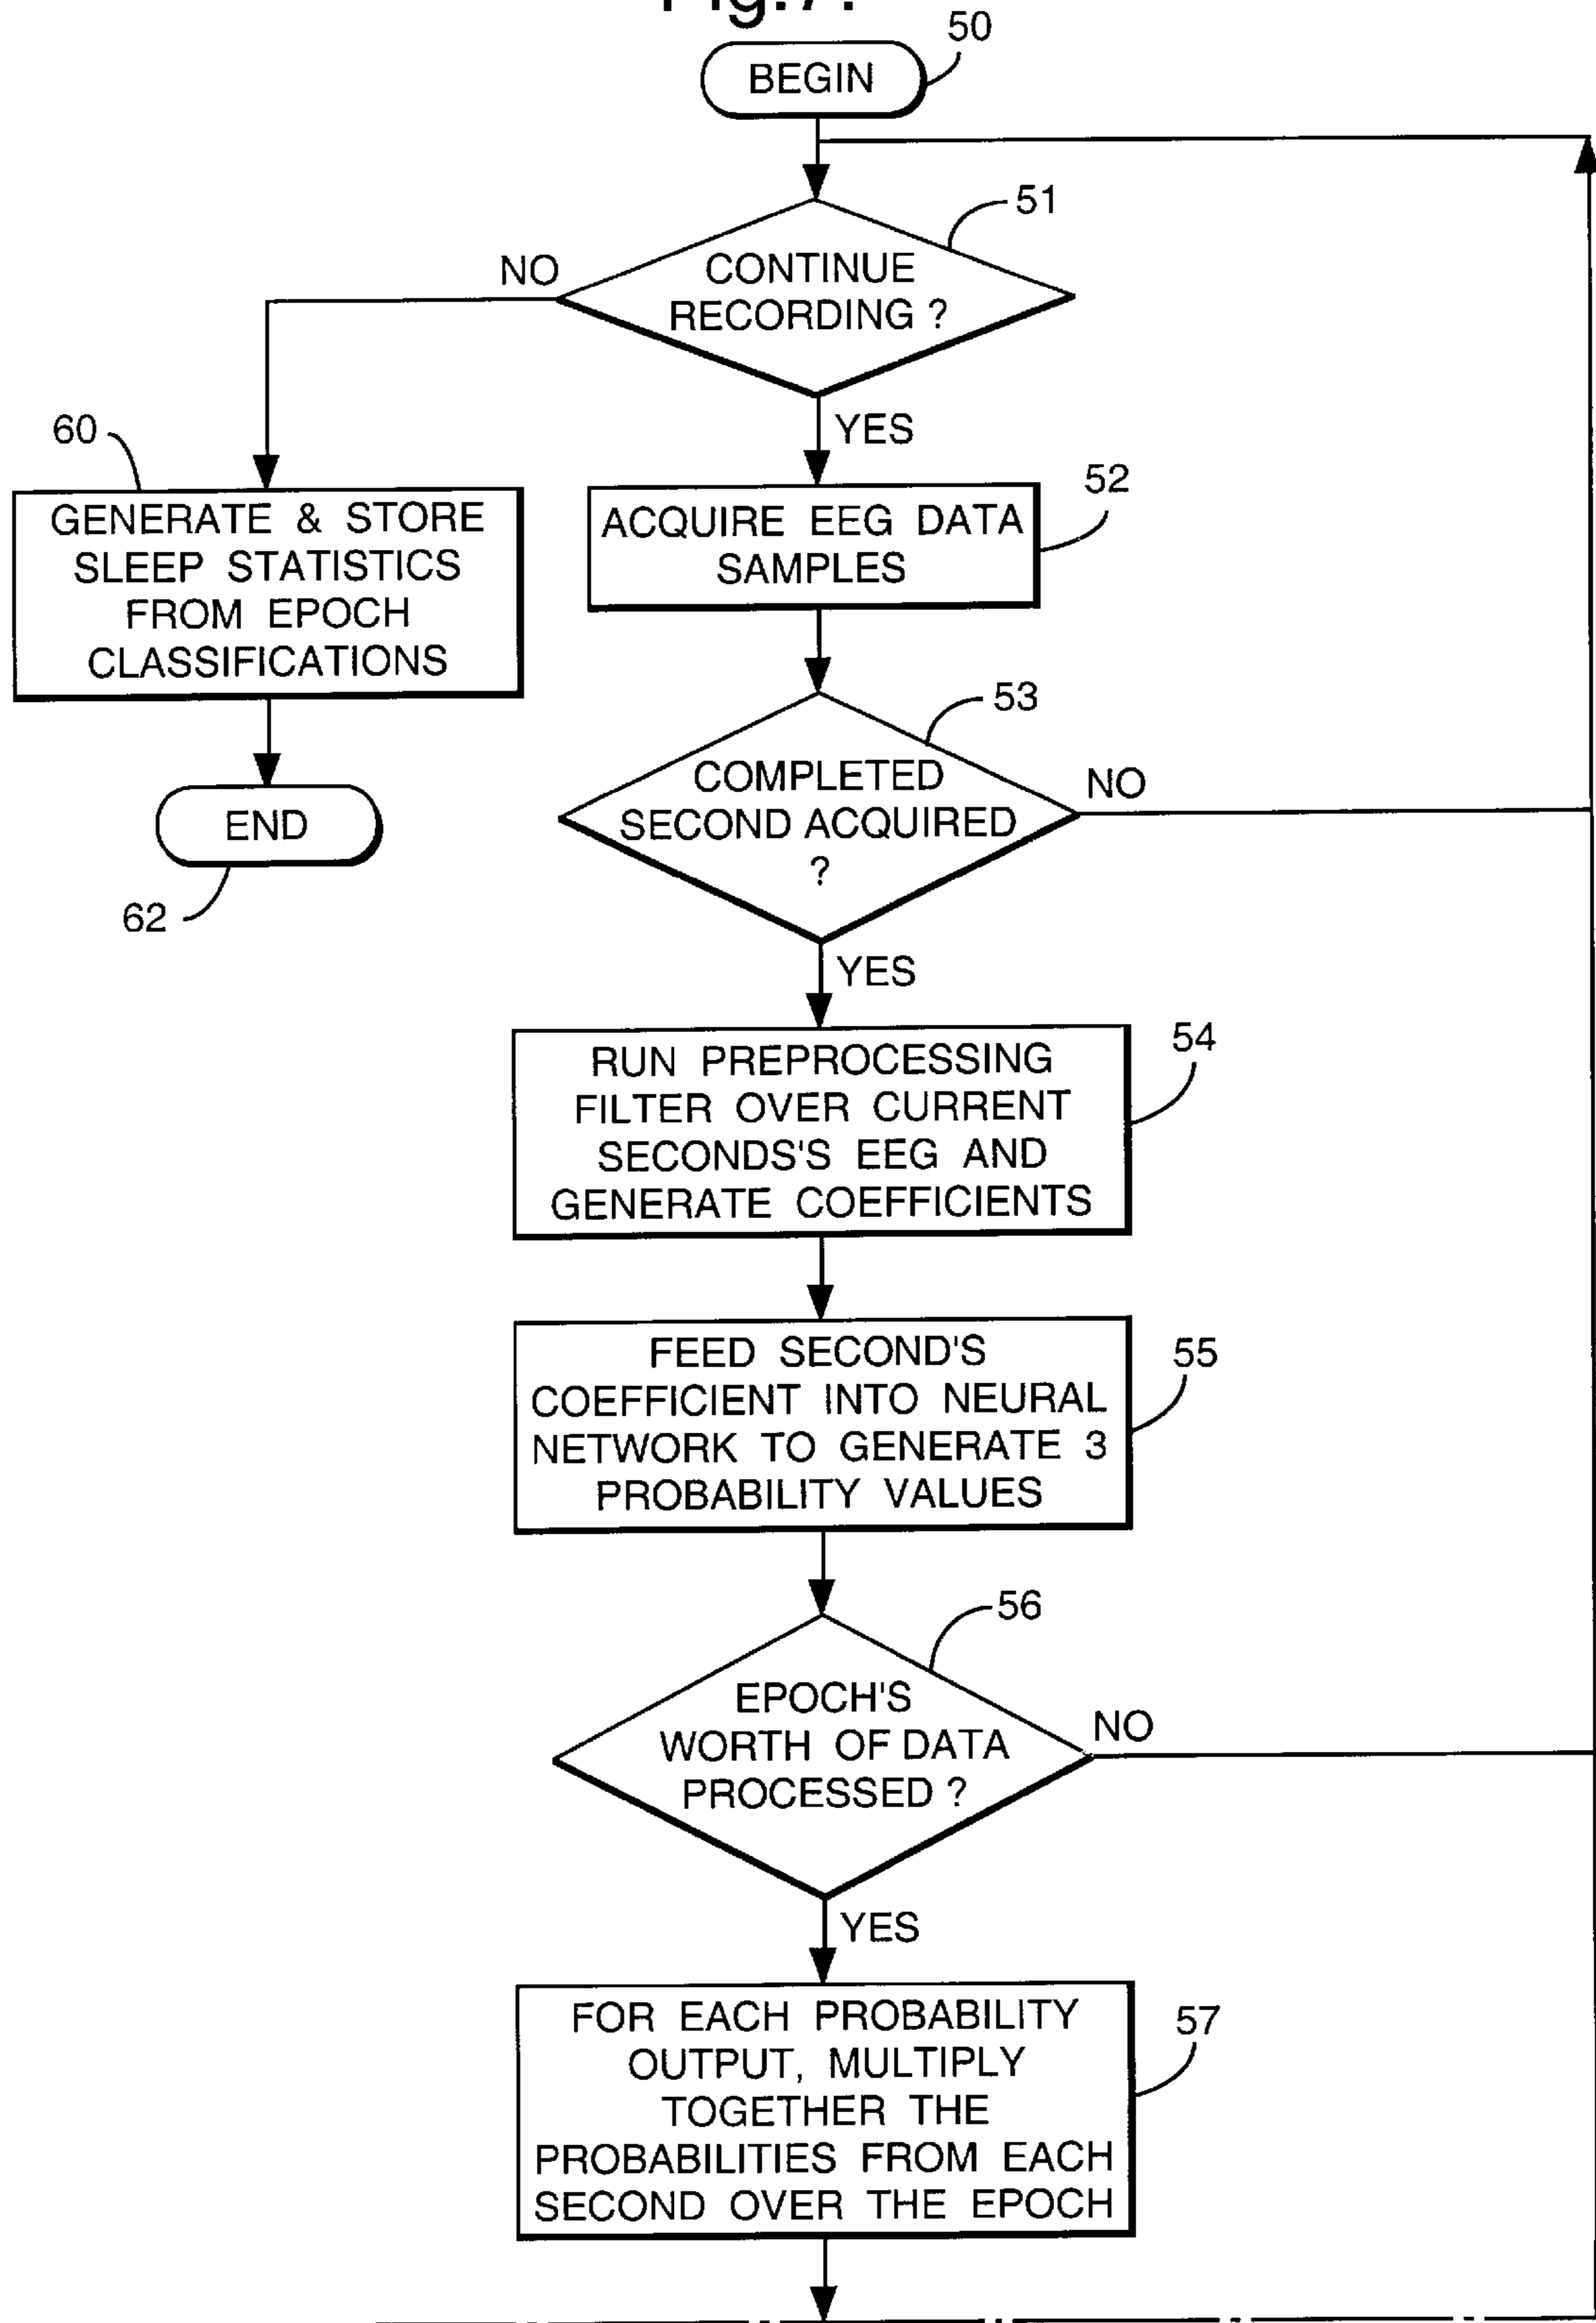 Fig.7.
50
BEGIN
51
CONTINUE
RECORDING ?
NO
YES
60
GENERATE & STORE
SLEEP STATISTICS
FROM EPOCH
CLASSIFICATIONS
52
ACQUIRE EEG DATA
SAMPLES
53
COMPLETED
SECOND ACQUIRED
?
NO
END
62
YES
54
RUN PREPROCESSING
FILTER OVER CURRENT
SECONDS'S EEG AND
GENERATE COEFFICIENTS
55
FEED SECOND'S
COEFFICIENT INTO NEURAL
NETWORK TO GENERATE 3
PROBABILITY VALUES
56
EPOCH'S
WORTH OF DATA
PROCESSED ?
NO
YES
57
FOR EACH PROBABILITY
OUTPUT, MULTIPLY
TOGETHER THE
PROBABILITIES FROM EACH
SECOND OVER THE EPOCH